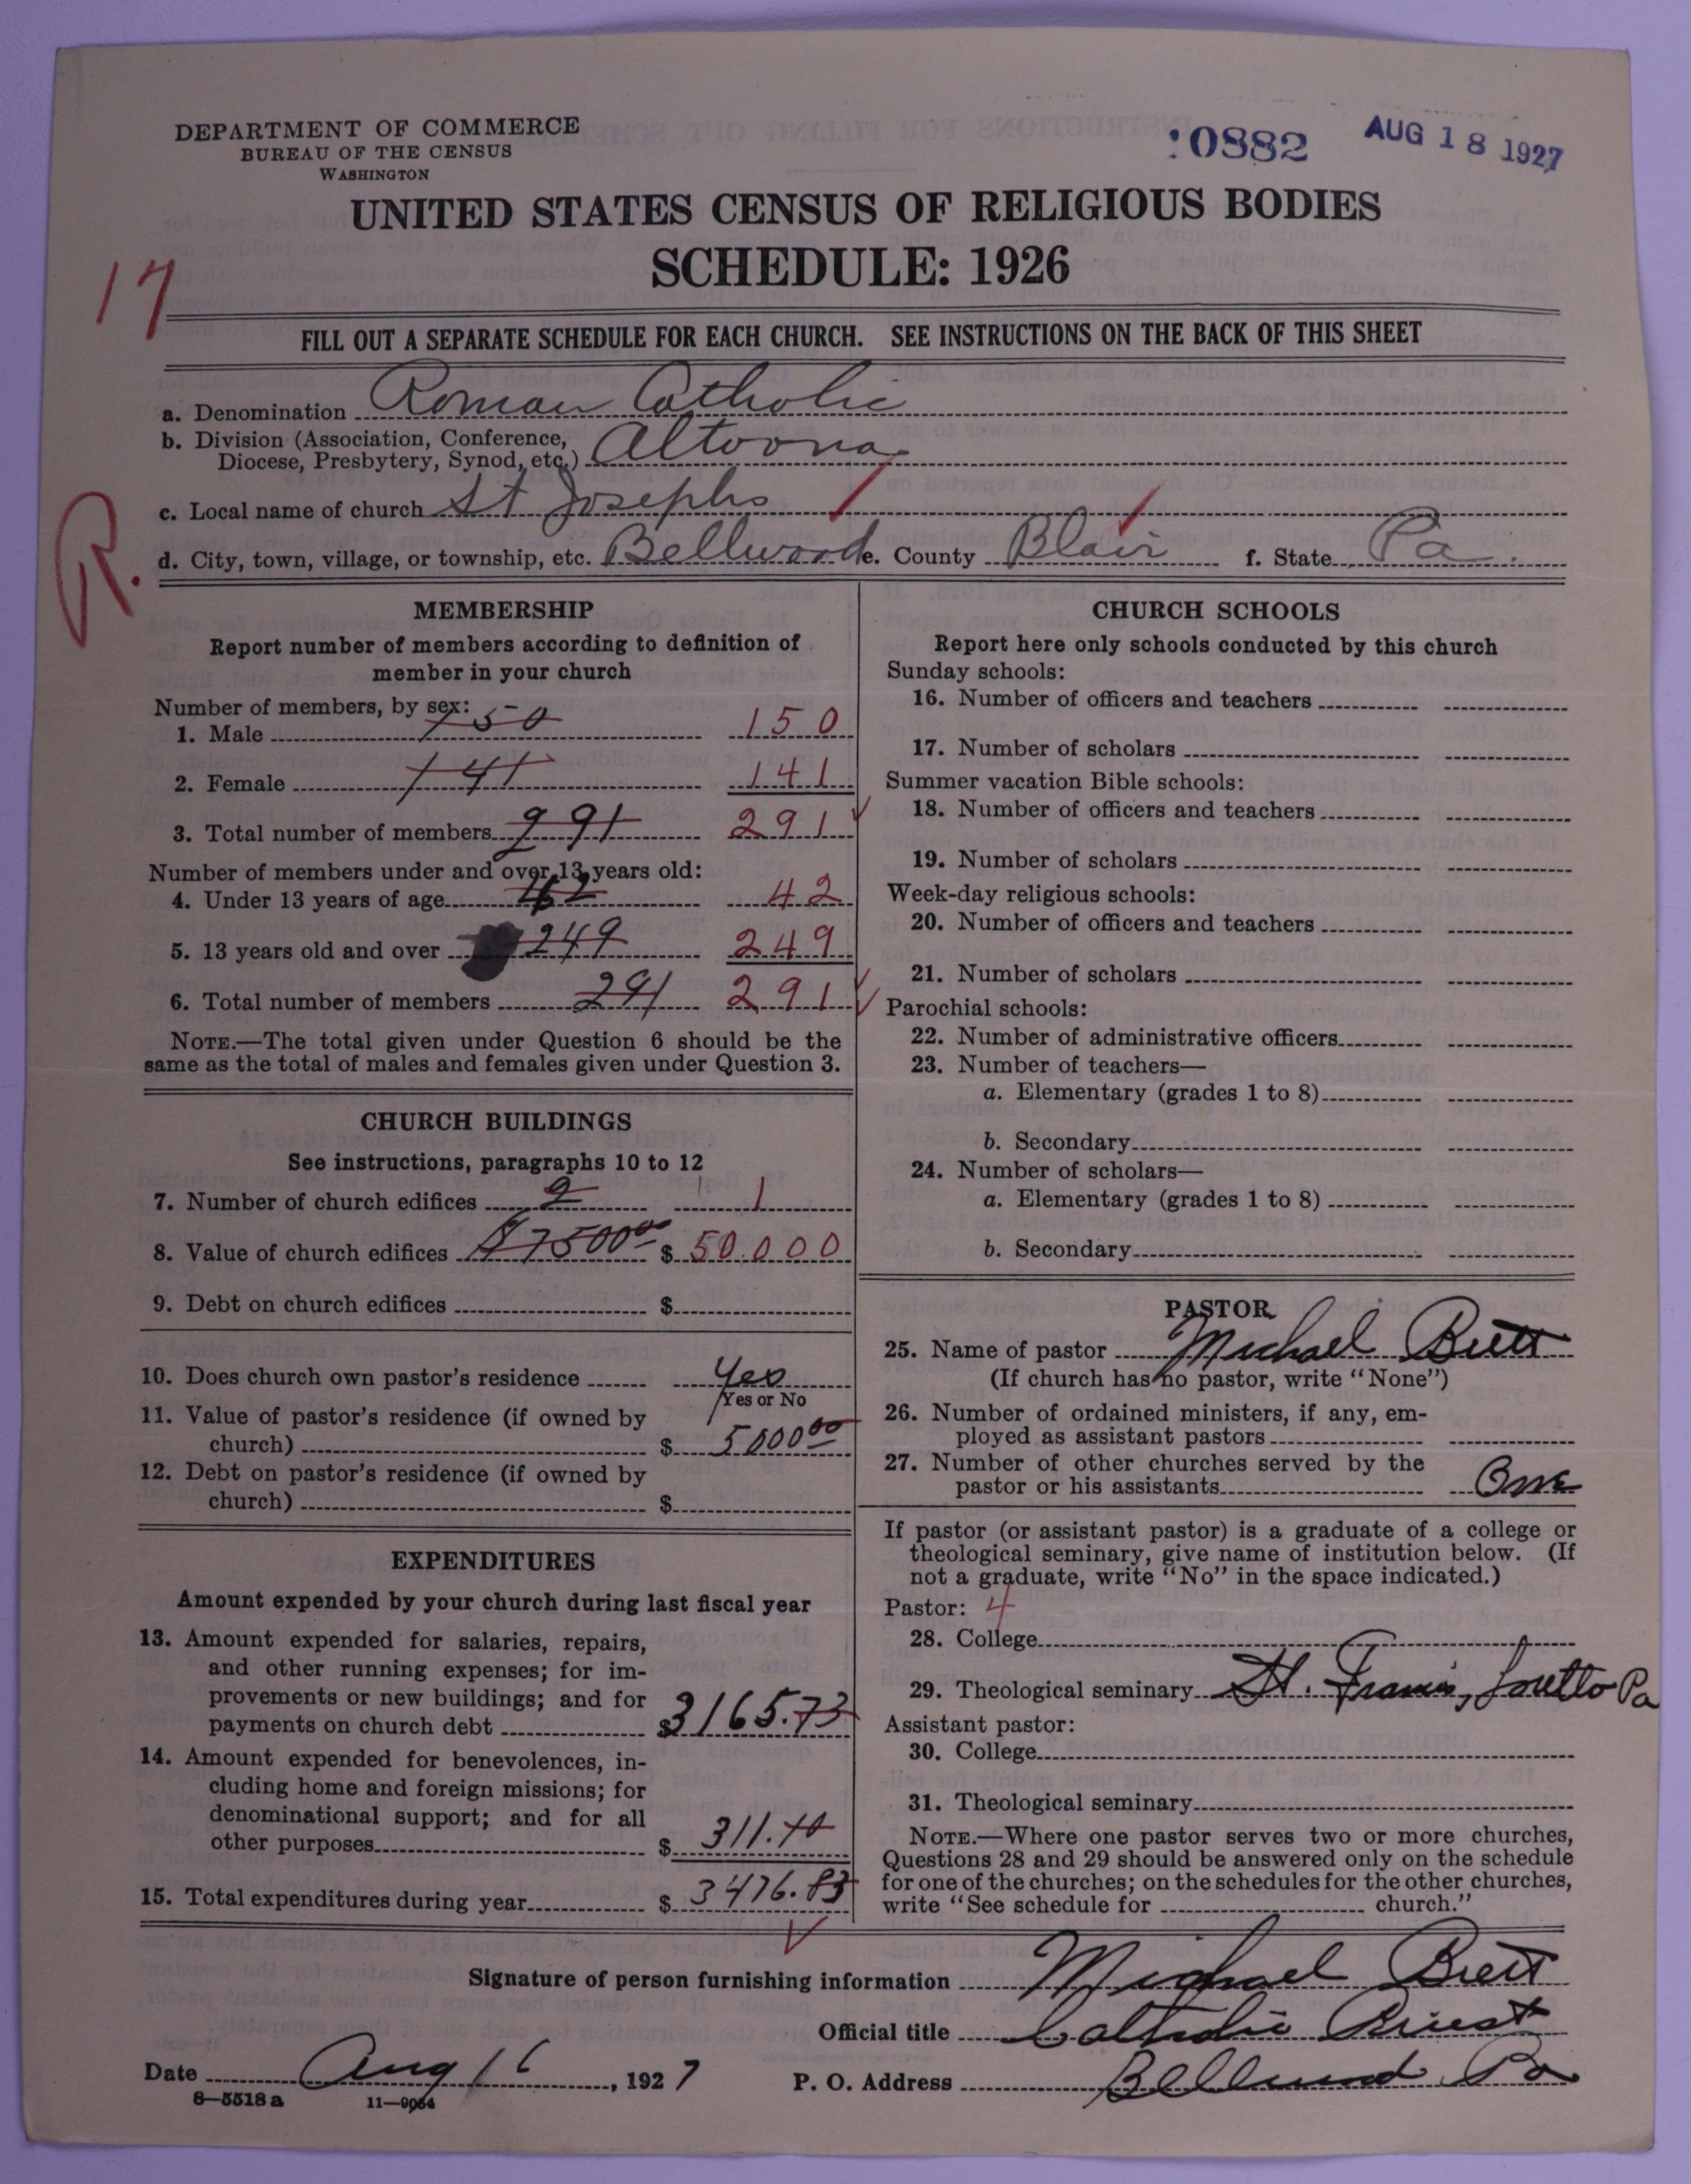 DEPARTMENT OF COMMERCE
BUREAU OF THE CENSUS
WASHINGTON
10882 AUG 18 1927
UNITED STATES CENSUS OF RELIGIOUS BODIES
SCHEDULE: 1926
17
FILL OUT A SEPARATE SCHEDULE FOR EACH CHURCH. SEE INSTRUCTIONS ON THE BACK OF THIS SHEET
a. Denomination Roman Catholic
b. Division (Association, Conference, Diocese, Presbytery, Synod, etc.) Altoona
c. Local name of church St Josephs
R.
d. City, town, village, or township, etc. Bellwood e. County Blair f. State Pa.
MEMBERSHIP
Report number of members according to definition of
member in your church
Number of members, by sex:
1. Male 150 150
2. Female 141 141
3. Total number of members 291 291
Number of members under and over 13 years old:
4. Under 13 years of age 42 42
5. 13 years old and over 249 249
6. Total number of members 291 291
NOTE.—The total given under Question 6 should be the
same as the total of males and females given under Question 3.
CHURCH BUILDINGS
See instructions, paragraphs 10 to 12
7. Number of church edifices 2 1
8. Value of church edifices $ 50000
9. Debt on church edifices $
10. Does church own pastor's residence Yes
Yes or No
11. Value of pastor's residence (if owned by
church) $ 5000 00
12. Debt on pastor's residence (if owned by
church) $
EXPENDITURES
Amount expended by your church during last fiscal year
13. Amount expended for salaries, repairs,
and other running expenses; for im-
provements or new buildings; and for
payments on church debt $ 3165.73
14. Amount expended for benevolences, in-
cluding home and foreign missions; for
denominational support; and for all
other purposes $ 311.10
15. Total expenditures during year $ 3476.83
CHURCH SCHOOLS
Report here only schools conducted by this church
Sunday schools:
16. Number of officers and teachers
17. Number of scholars
Summer vacation Bible schools:
18. Number of officers and teachers
19. Number of scholars
Week-day religious schools:
20. Number of officers and teachers
21. Number of scholars
Parochial schools:
22. Number of administrative officers
23. Number of teachers—
a. Elementary (grades 1 to 8)
b. Secondary
24. Number of scholars—
a. Elementary (grades 1 to 8)
b. Secondary
PASTOR
25. Name of pastor Michael Brett
(If church has no pastor, write "None")
26. Number of ordained ministers, if any, em-
ployed as assistant pastors
27. Number of other churches served by the
pastor or his assistants One
If pastor (or assistant pastor) is a graduate of a college or
theological seminary, give name of institution below. (If
not a graduate, write "No" in the space indicated.)
Pastor: 4
28. College
29. Theological seminary St. Francis, Loretto Pa
Assistant pastor:
30. College
31. Theological seminary
NOTE.—Where one pastor serves two or more churches,
Questions 28 and 29 should be answered only on the schedule
for one of the churches; on the schedules for the other churches,
write "See schedule for church."
Signature of person furnishing information Michael Brett
Official title Catholic Priest
Date Aug 16, 1927 P. O. Address Bellwood Pa
8—5518 a 11—9064